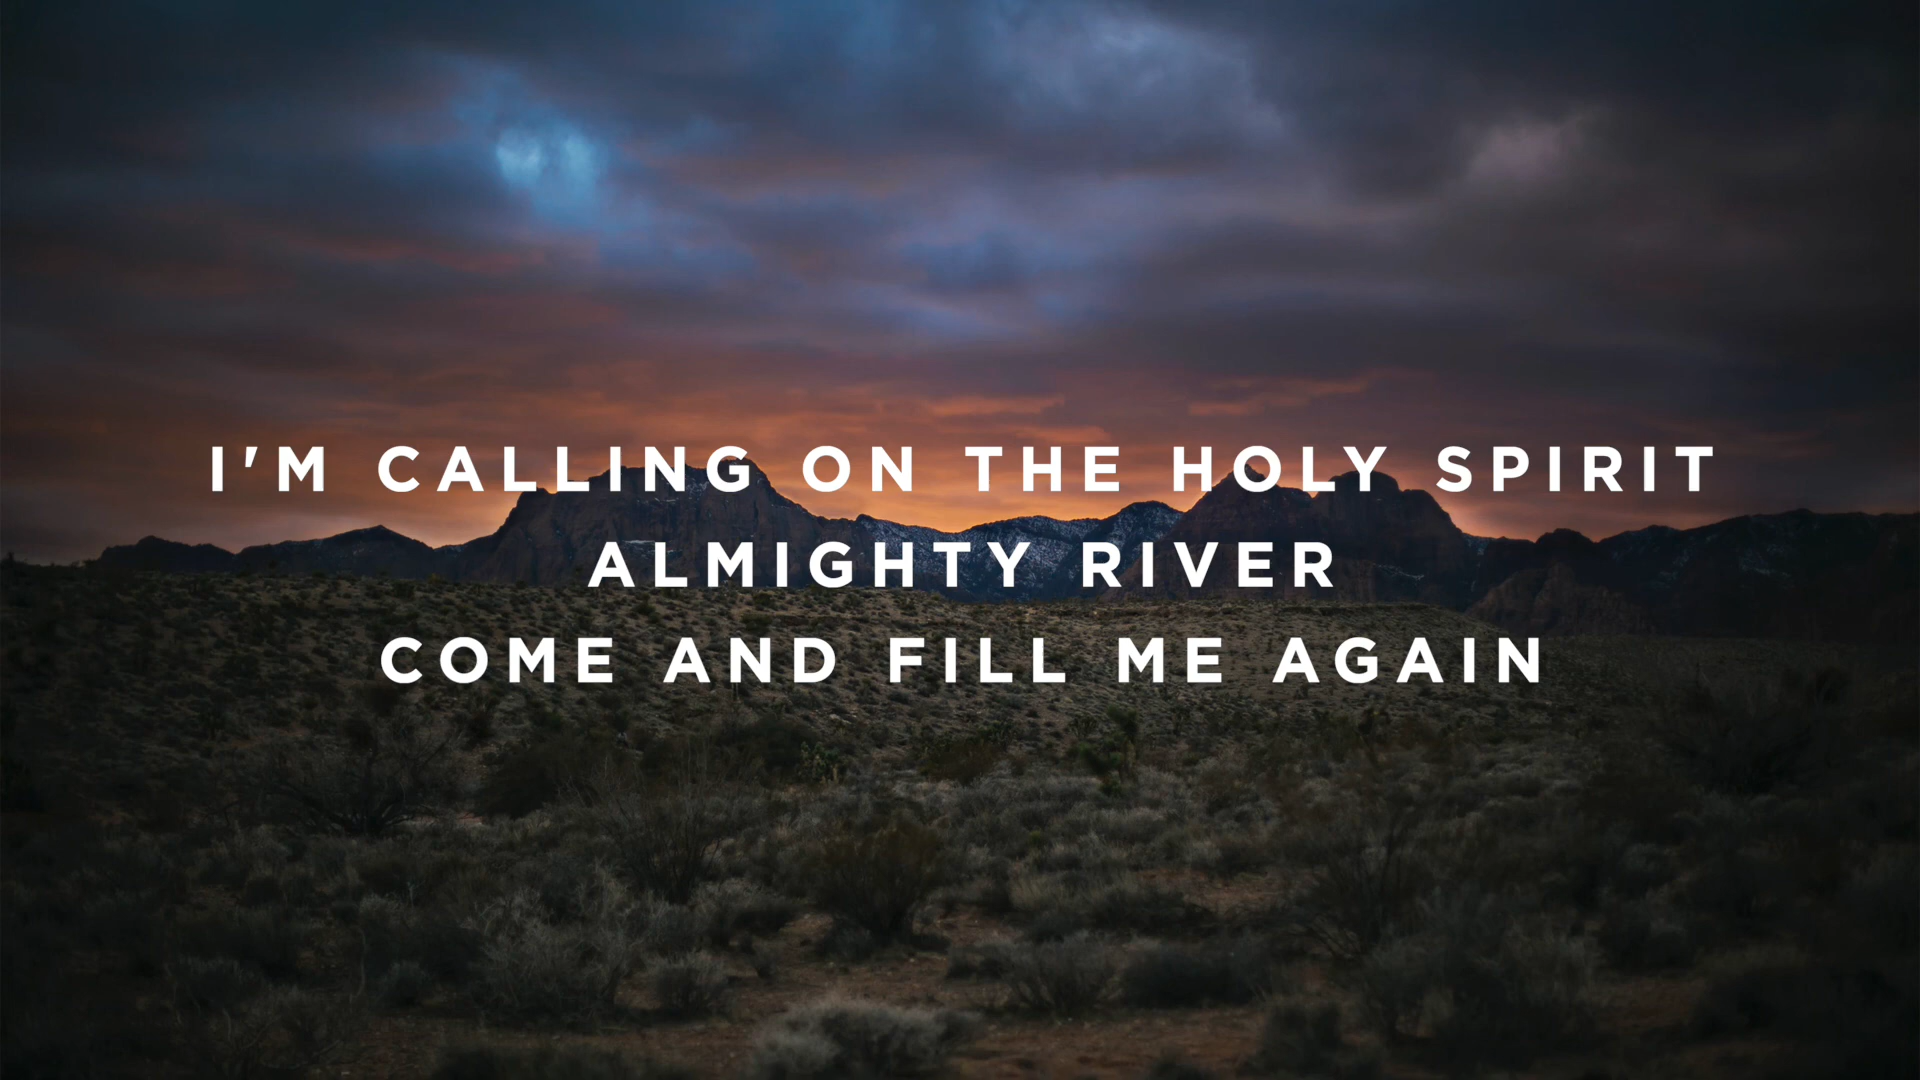 I'M CALLING ON THE HOLY SPIRIT
ALMIGHTY RIVER
COME AND FILL ME AGAIN